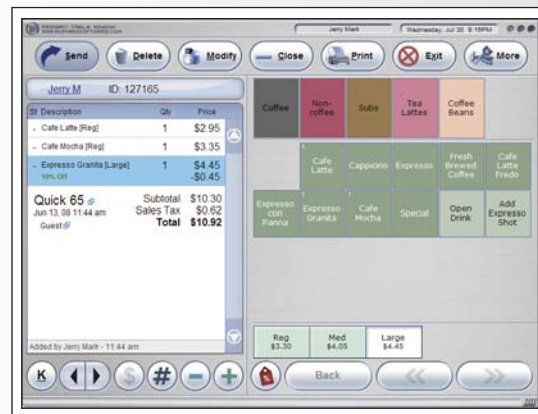 PRIMARY TABLE WINDOW
Jerry Mark
Wednesday, Jul 30 9:15PM
Send
Delete
Modify
Close
Print
Exit
More
Jerry M ID: 127165
St Description Qty Price
Cafe Latte [Reg] 1 $2.95
Cafe Mocha [Reg] 1 $3.35
Expresso Granita [Large] 1 $4.45
10% Off -$0.45
Quick 65 Subtotal $10.30
Jun 13, 08 11:44 am Sales Tax $0.62
Guest Total $10.92
Added by Jerry Mark - 11:44 am
Coffee
Non-
coffee
Subs
Tea
Lattes
Coffee
Beans
Cafe
Latte
Cappicino
Expresso
Fresh
Brewed
Coffee
Cafe
Latte
Fredo
Expresso
con
Panna
Expresso
Granita
Cafe
Mocha
Special
Open
Drink
Add
Expresso
Shot
Reg
$3.30
Med
$4.05
Large
$4.45
K
$
#
-
+
Back